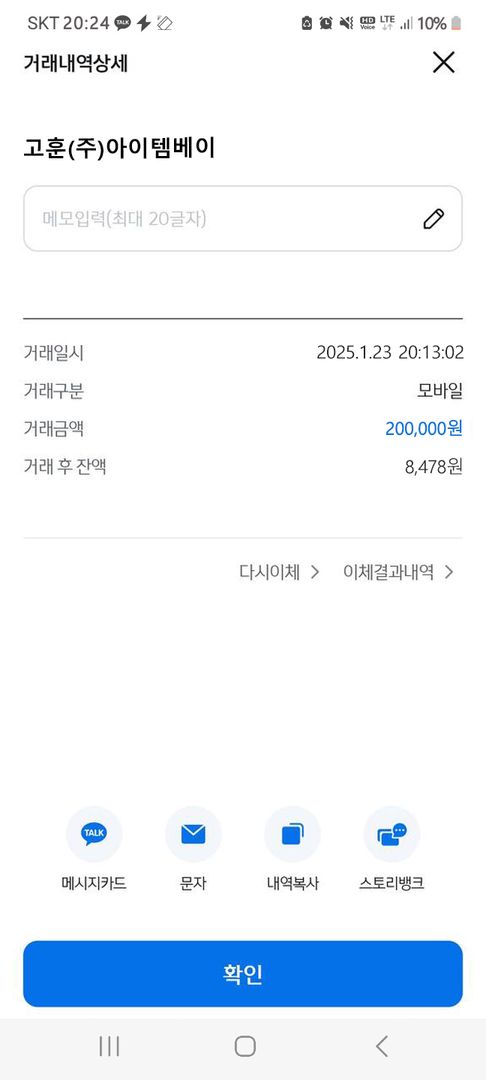 SKT 20:24 TALK HD Voice LTE 10%
거래내역상세
고훈(주)아이템베이
메모입력(최대 20글자)
거래일시 2025.1.23 20:13:02
거래구분 모바일
거래금액 200,000원
거래 후 잔액 8,478원
다시이체 이체결과내역
TALK
메시지카드 문자 내역복사 스토리뱅크
확인